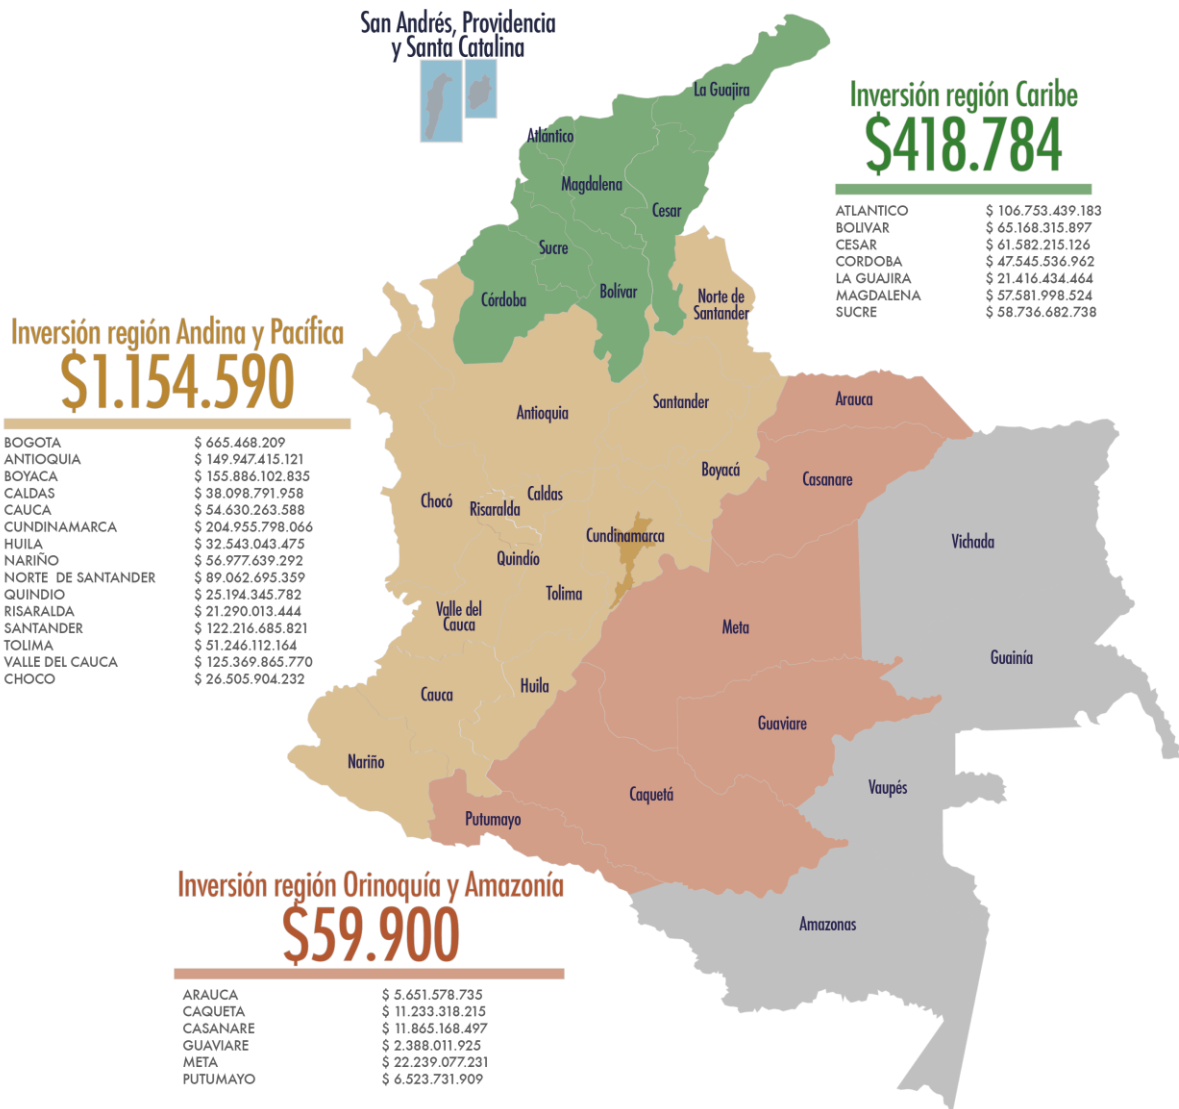 San Andrés, Providencia
y Santa Catalina
La Guajira
Atlántico
Magdalena
Cesar
Sucre
Córdoba
Bolívar
Norte de
Santander
Antioquia
Santander
Arauca
Boyacá
Casanare
Chocó
Risaralda
Caldas
Cundinamarca
Quindío
Vichada
Tolima
Valle del
Cauca
Meta
Guainía
Cauca
Huila
Guaviare
Nariño
Caquetá
Vaupés
Putumayo
Amazonas
Inversión región Caribe
$418.784
ATLANTICO $ 106.753.439.183
BOLIVAR $ 65.168.315.897
CESAR $ 61.582.215.126
CORDOBA $ 47.545.536.962
LA GUAJIRA $ 21.416.434.464
MAGDALENA $ 57.581.998.524
SUCRE $ 58.736.682.738
Inversión región Andina y Pacífica
$1.154.590
BOGOTA $ 665.468.209
ANTIOQUIA $ 149.947.415.121
BOYACA $ 155.886.102.835
CALDAS $ 38.098.791.958
CAUCA $ 54.630.263.588
CUNDINAMARCA $ 204.955.798.066
HUILA $ 32.543.043.475
NARIÑO $ 56.977.639.292
NORTE DE SANTANDER $ 89.062.695.359
QUINDIO $ 25.194.345.782
RISARALDA $ 21.290.013.444
SANTANDER $ 122.216.685.821
TOLIMA $ 51.246.112.164
VALLE DEL CAUCA $ 125.369.865.770
CHOCO $ 26.505.904.232
Inversión región Orinoquía y Amazonía
$59.900
ARAUCA $ 5.651.578.735
CAQUETA $ 11.233.318.215
CASANARE $ 11.865.168.497
GUAVIARE $ 2.388.011.925
META $ 22.239.077.231
PUTUMAYO $ 6.523.731.909